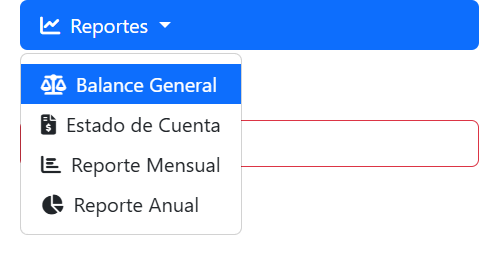 Reportes
Balance General
Estado de Cuenta
Reporte Mensual
Reporte Anual